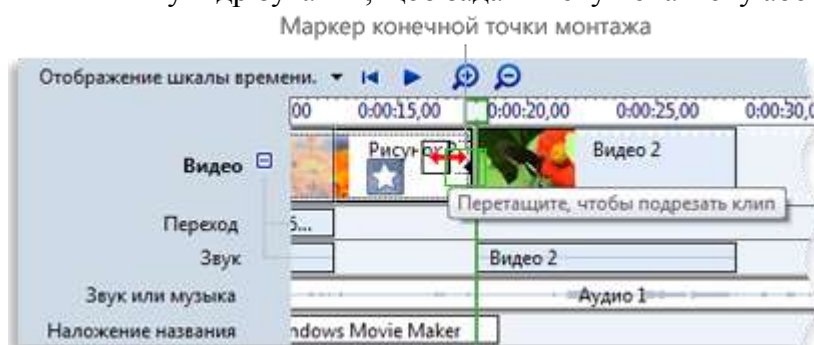 Маркер конечной точки монтажа
Отображение шкалы времени.
00 0:00:15,00 0:00:20,00 0:00:25,00 0:00:30,0
Видео
Рисунок
Видео 2
Перетащите, чтобы подрезать клип
Переход
Звук
Видео 2
Звук или музыка
Аудио 1
Наложение названия
ndows Movie Maker